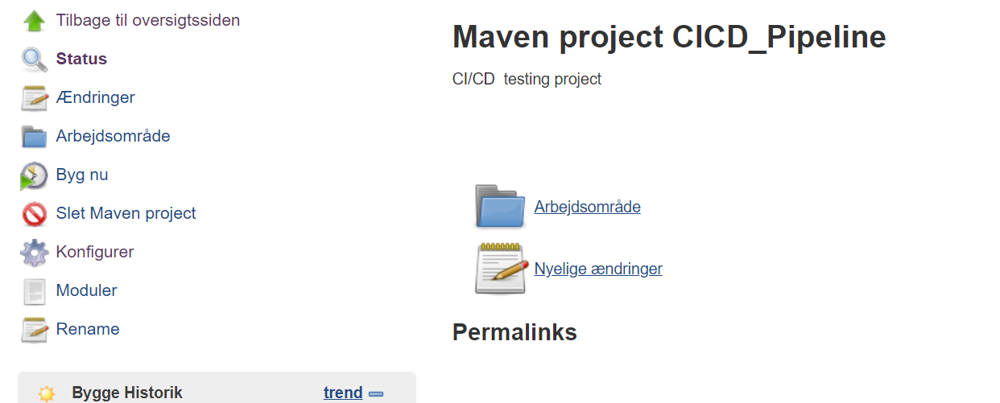 Tilbage til oversigtssiden
Status
Ændringer
Arbejdsområde
Byg nu
Slet Maven project
Konfigurer
Moduler
Rename
Bygge Historik trend
Maven project CICD_Pipeline
CI/CD  testing project
Arbejdsområde
Nyelige ændringer
Permalinks